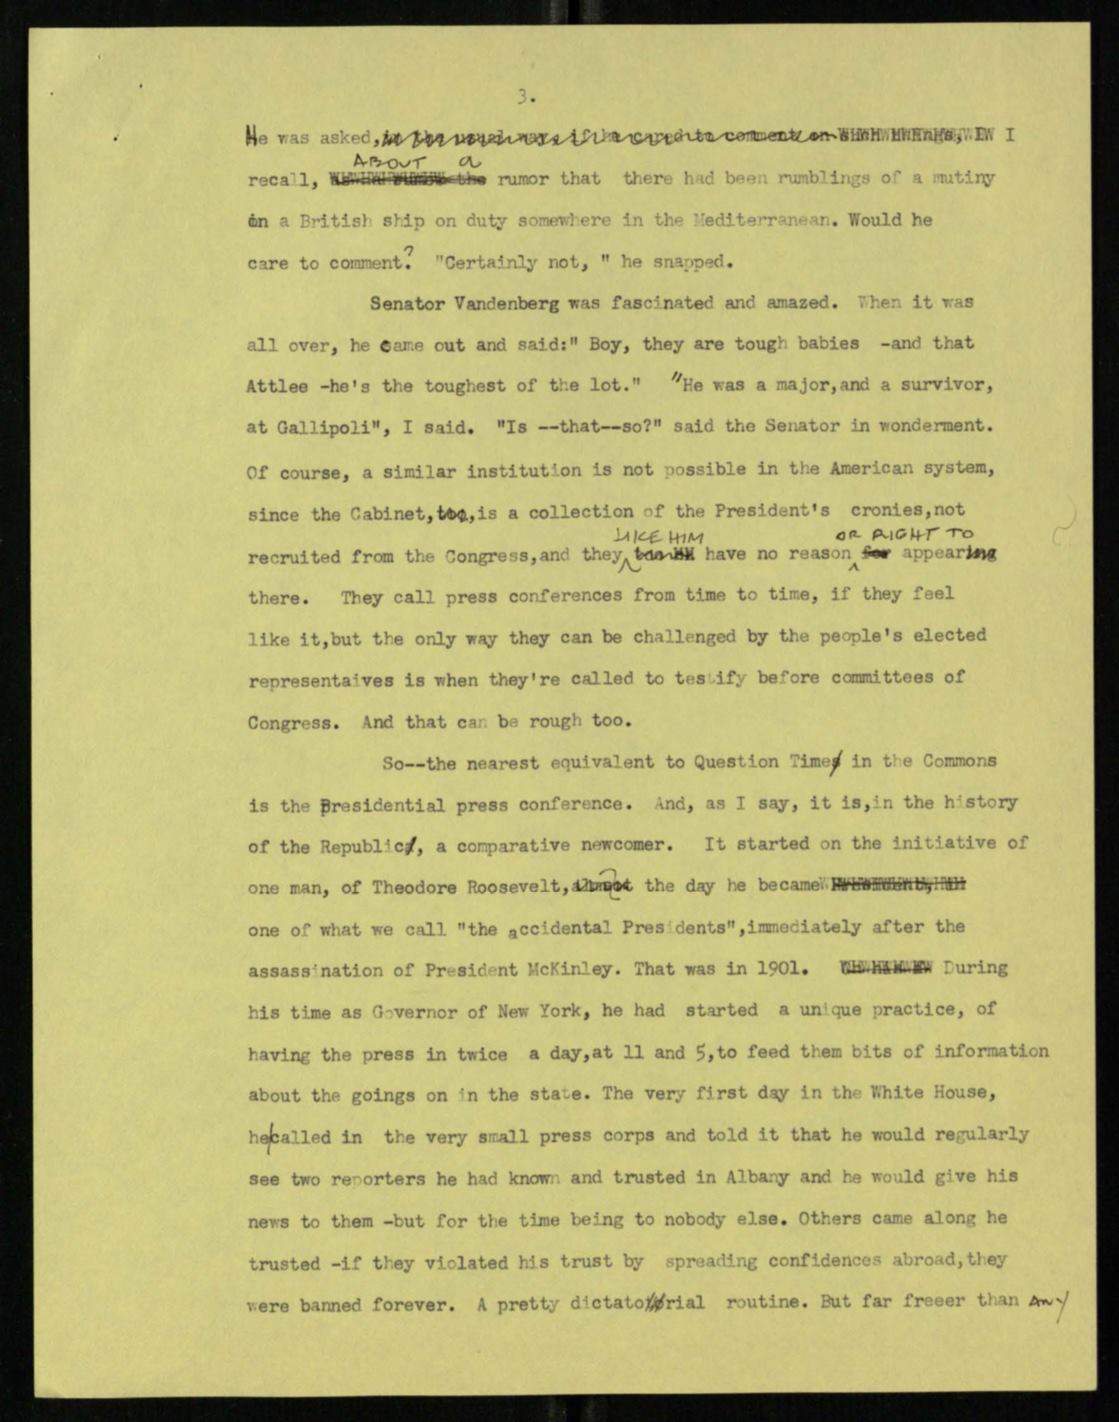 3.
He was asked, in the usual way, if he cared to comment on I
ABOUT a
recall, rumor that there had been rumblings of a mutiny
on a British ship on duty somewhere in the Mediterranean. Would he
care to comment? "Certainly not, " he snapped.
Senator Vandenberg was fascinated and amazed. When it was
all over, he came out and said:" Boy, they are tough babies -and that
Attlee -he's the toughest of the lot." "He was a major,and a survivor,
at Gallipoli", I said. "Is --that--so?" said the Senator in wonderment.
Of course, a similar institution is not possible in the American system,
since the Cabinet,too,is a collection of the President's cronies,not
LIKE HIM OR RIGHT TO
recruited from the Congress,and they have no reason for appearing
there. They call press conferences from time to time, if they feel
like it,but the only way they can be challenged by the people's elected
representaives is when they're called to testify before committees of
Congress. And that can be rough too.
So--the nearest equivalent to Question Times in the Commons
is the Presidential press conference. And, as I say, it is,in the history
of the Republic, a comparative newcomer. It started on the initiative of
one man, of Theodore Roosevelt,almost the day he became
one of what we call "the accidental Presidents",immediately after the
assassination of President McKinley. That was in 1901. During
his time as Governor of New York, he had started a unique practice, of
having the press in twice a day,at 11 and 5,to feed them bits of information
about the goings on in the state. The very first day in the White House,
he called in the very small press corps and told it that he would regularly
see two reporters he had known and trusted in Albany and he would give his
news to them -but for the time being to nobody else. Others came along he
trusted -if they violated his trust by spreading confidences abroad,they
were banned forever. A pretty dictatorial routine. But far freeer than ANY